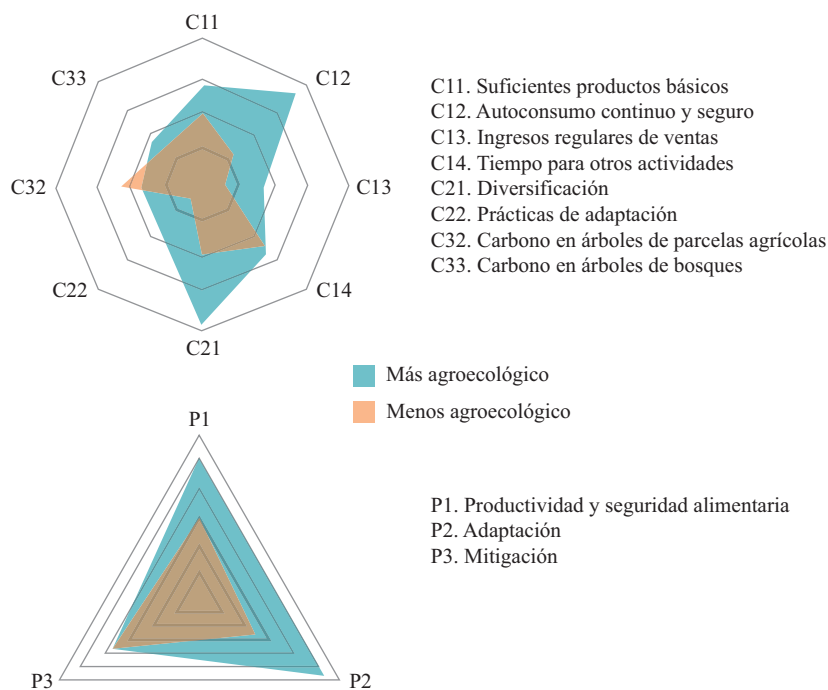 C11
C33
C12
C32
C13
C22
C14
C21
C11. Suficientes productos básicos
C12. Autoconsumo continuo y seguro
C13. Ingresos regulares de ventas
C14. Tiempo para otros actividades
C21. Diversificación
C22. Prácticas de adaptación
C32. Carbono en árboles de parcelas agrícolas
C33. Carbono en árboles de bosques
Más agroecológico
Menos agroecológico
P1
P3
P2
P1. Productividad y seguridad alimentaria
P2. Adaptación
P3. Mitigación